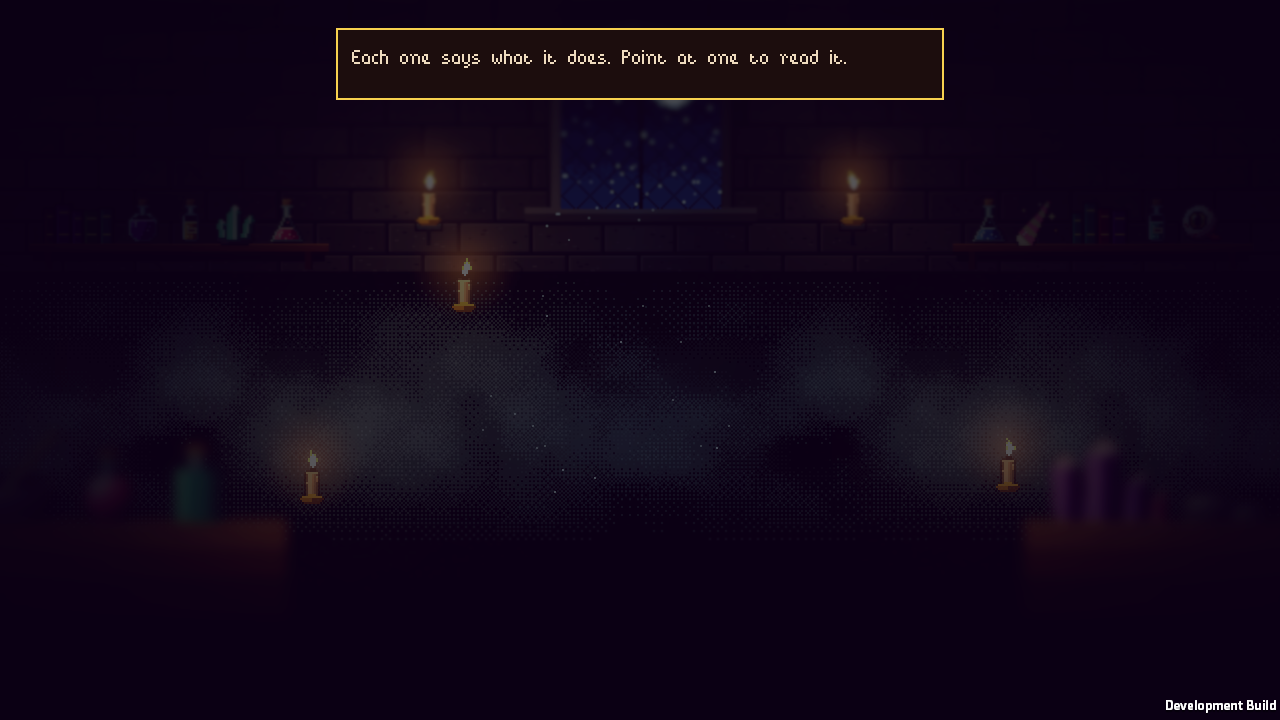 Each one says what it does. Point at one to read it.
Development Build